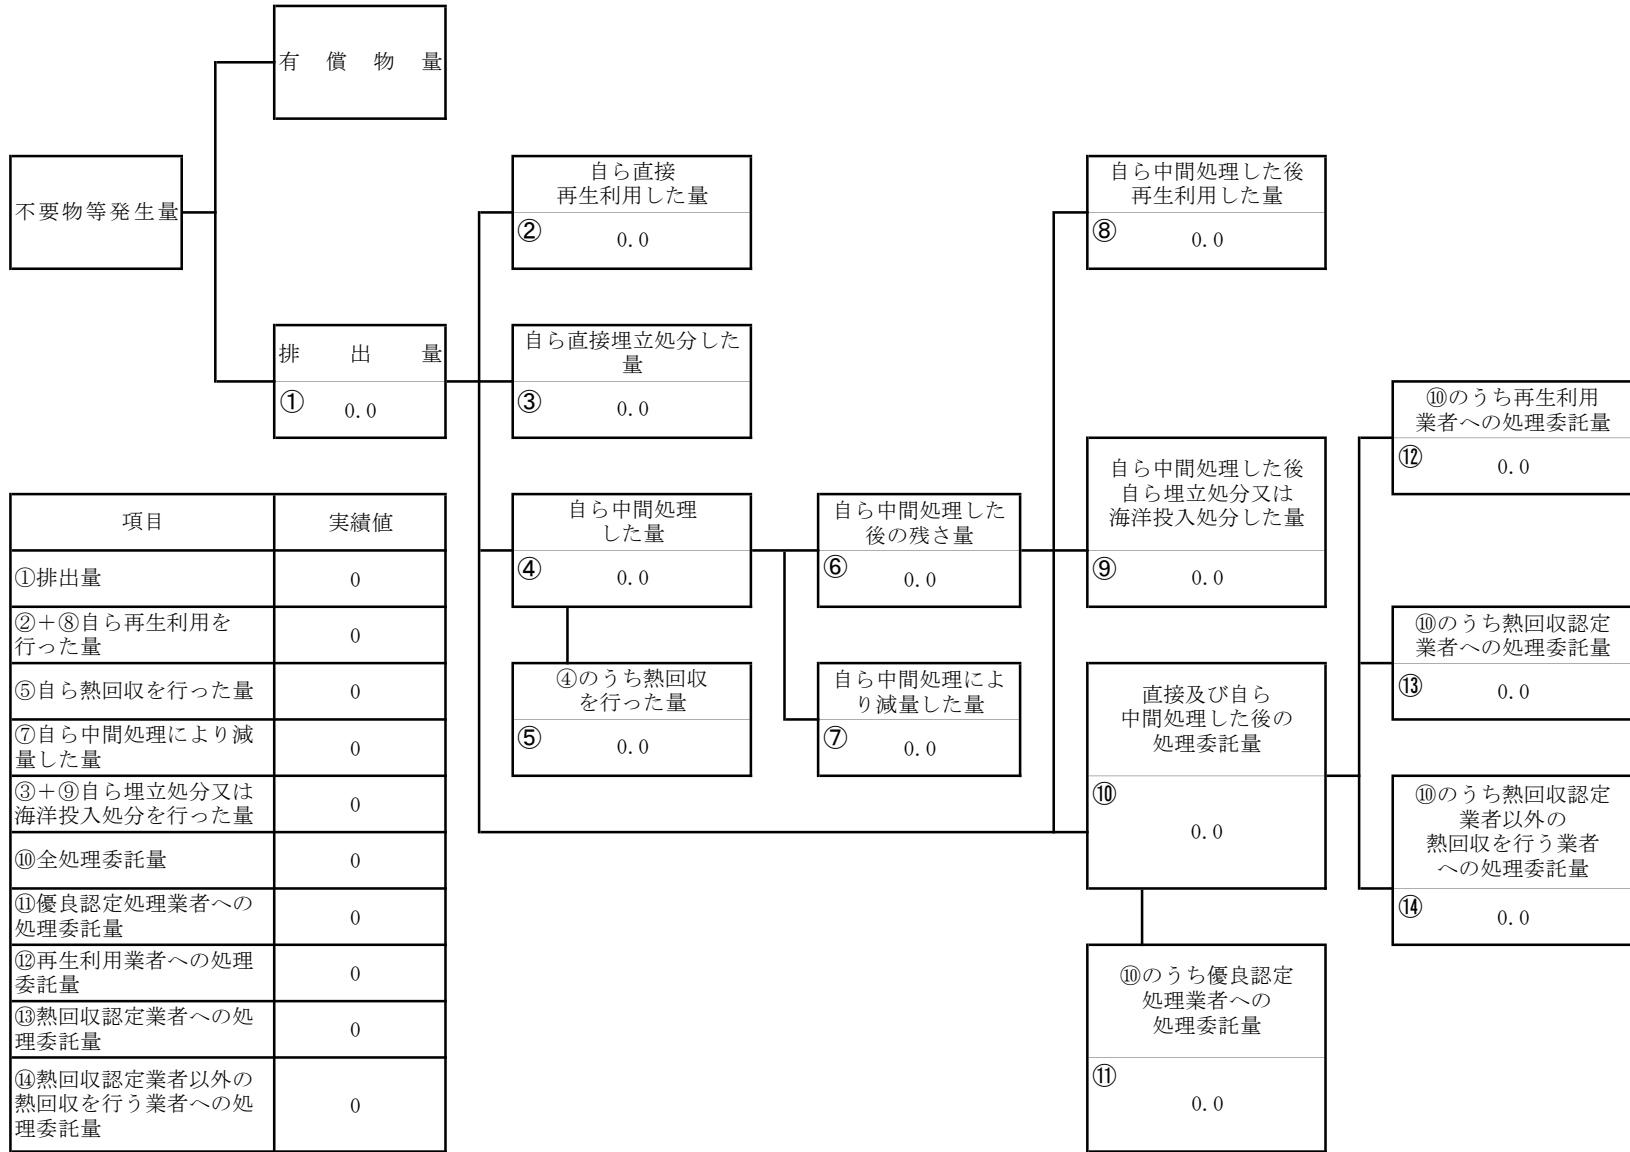 有償物量
不要物等発生量
自ら直接
再生利用した量
②
0.0
自ら中間処理した後
再生利用した量
⑧
0.0
排出量
①
0.0
自ら直接埋立処分した
量
③
0.0
⑩のうち再生利用
業者への処理委託量
⑫
0.0
自ら中間処理した後
自ら埋立処分又は
海洋投入処分した量
⑨
0.0
自ら中間処理
した量
④
0.0
自ら中間処理した
後の残さ量
⑥
0.0
⑩のうち熱回収認定
業者への処理委託量
⑬
0.0
④のうち熱回収
を行った量
⑤
0.0
自ら中間処理によ
り減量した量
⑦
0.0
直接及び自ら
中間処理した後の
処理委託量
⑩
0.0
⑩のうち熱回収認定
業者以外の
熱回収を行う業者
への処理委託量
⑭
0.0
⑩のうち優良認定
処理業者への
処理委託量
⑪
0.0
項目 実績値
①排出量 0
②+⑧自ら再生利用を
行った量 0
⑤自ら熱回収を行った量 0
⑦自ら中間処理により減
量した量 0
③+⑨自ら埋立処分又は
海洋投入処分を行った量 0
⑩全処理委託量 0
⑪優良認定処理業者への
処理委託量 0
⑫再生利用業者への処理
委託量 0
⑬熱回収認定業者への処
理委託量 0
⑭熱回収認定業者以外の
熱回収を行う業者への処
理委託量 0